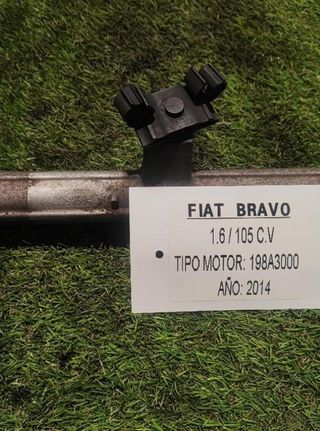 FIAT BRAVO
1.6 / 105 C.V
TIPO MOTOR: 198A3000
AÑO: 2014